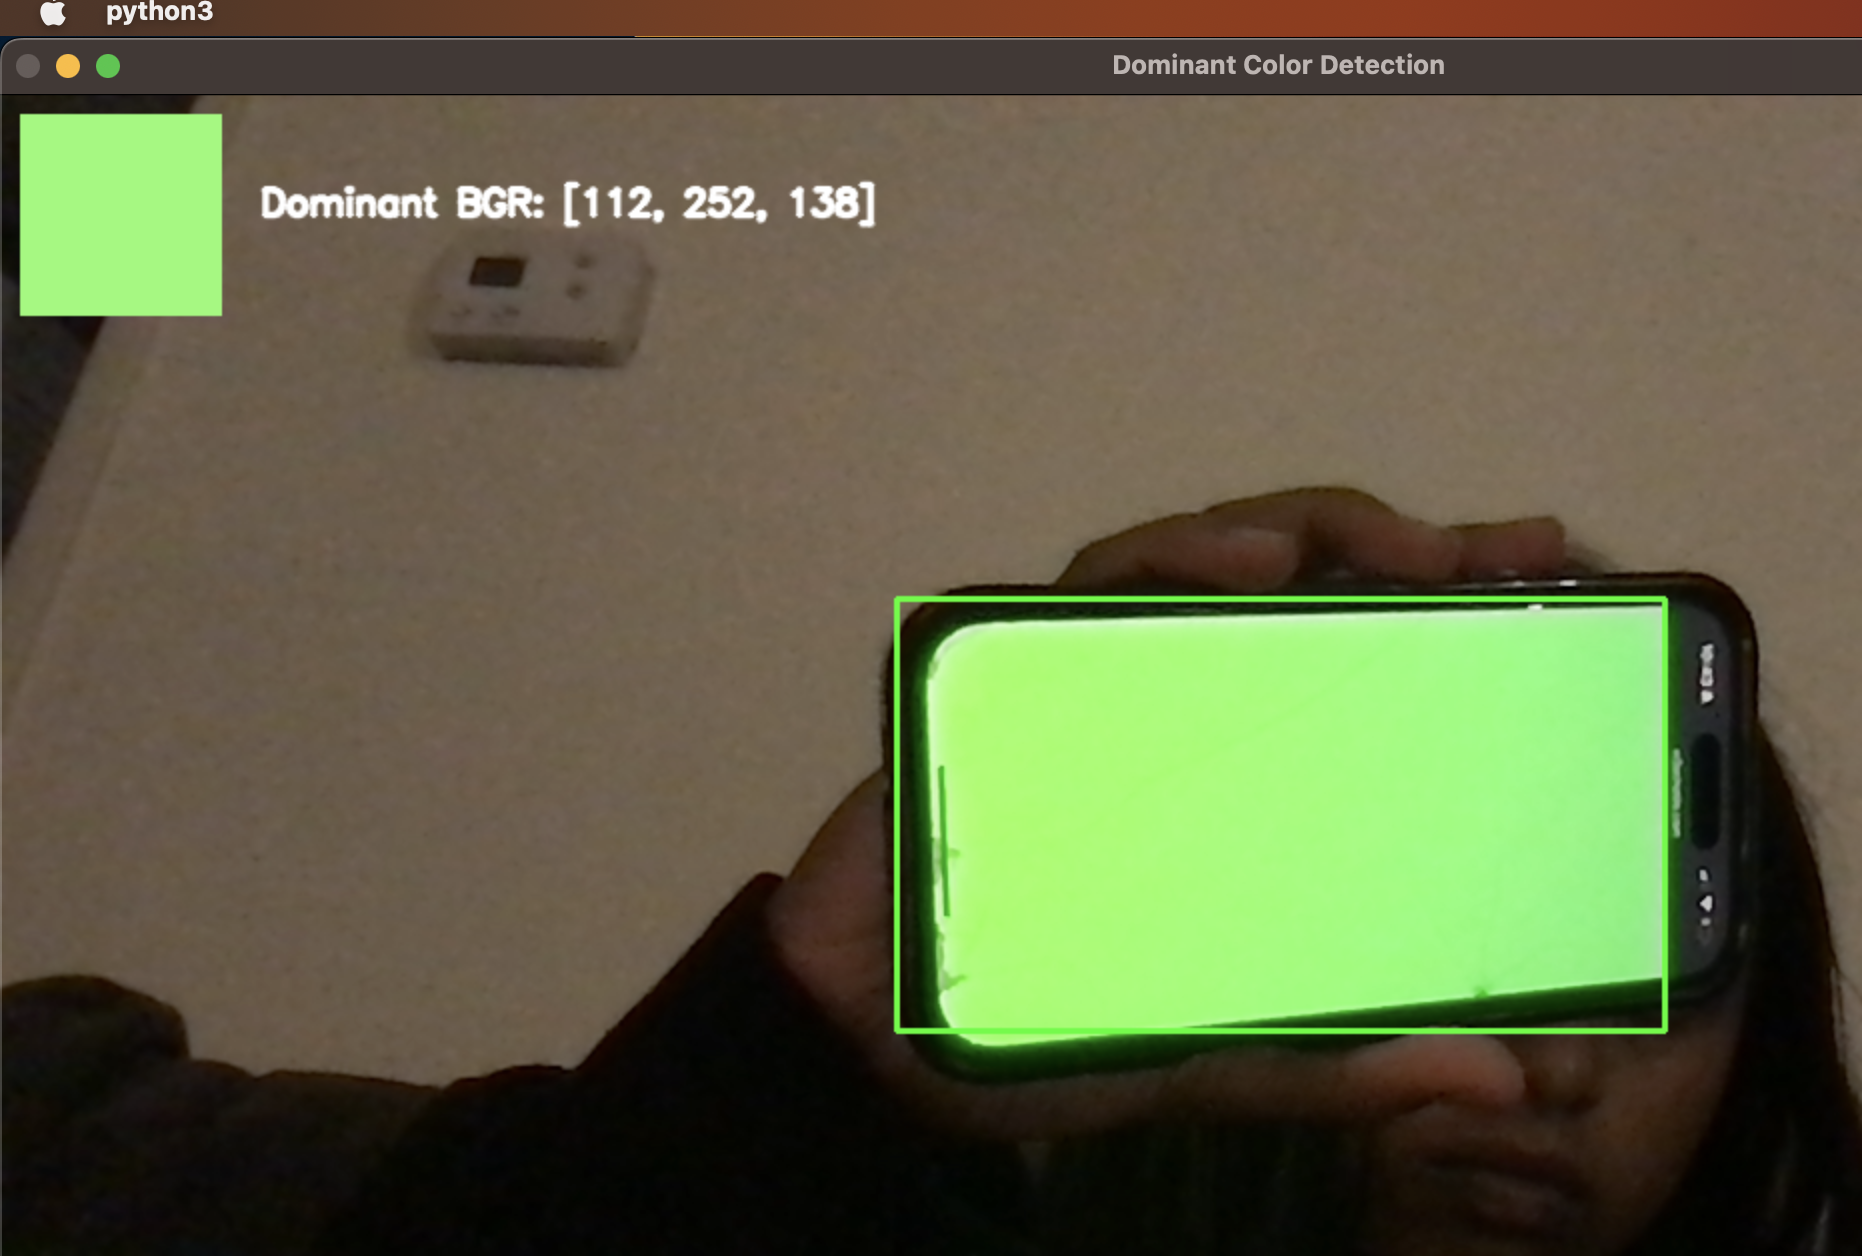 python3
Dominant Color Detection
Dominant BGR: [112, 252, 138]